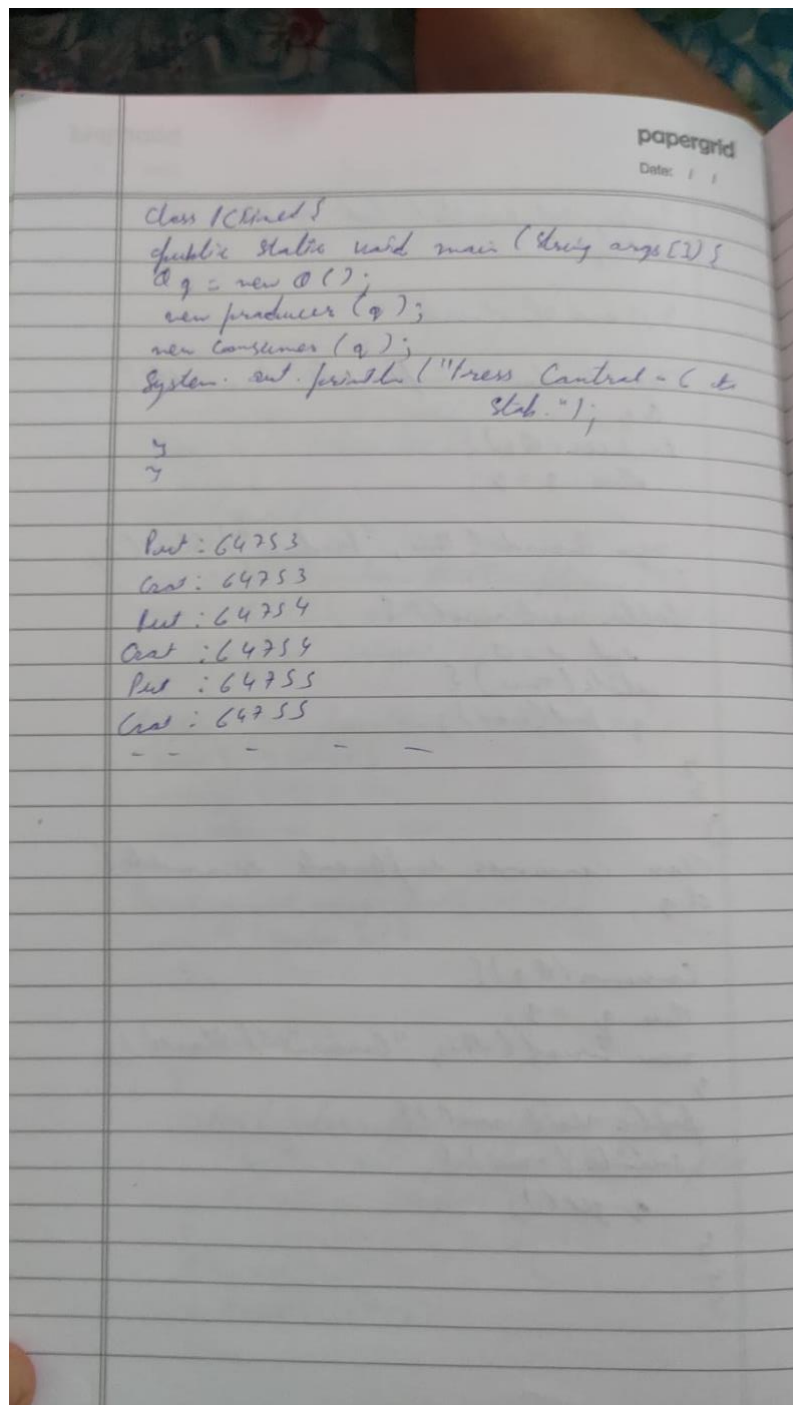 papergrid
Date: / /
Class PCFixed {
public static void main (String args[]) {
Q q = new Q();
new producer (q);
new consumer (q);
System. out. println ("Press Control - C to
Stop.");
}
}
Put : 64753
Got : 64753
Put : 64754
Got : 64754
Put : 64755
Got : 64755
- - - - -